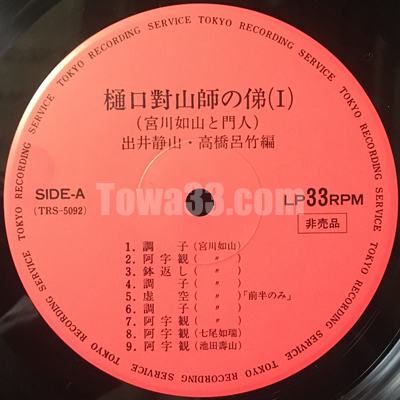 TOKYO RECORDING SERVICE TOKYO RECORDING SERVICE TOKYO RECORDING SERVICE TOKYO RECORDING SERVICE TOKYO RECORDING SERVICE
樋口對山師の俤(I)
(宮川如山と門人)
出井静山・高橋呂竹編
SIDE-A
(TRS-5092)
Towa33.com
LP33RPM
非売品
1. 調 子(宮川如山)
2. 阿字観( 〃 )
3. 鉢返し( 〃 )
4. 調 子( 〃 )
5. 虚 空( 〃 )「前半のみ」
6. 調 子( 〃 )
7. 阿字観( 〃 )
8. 阿字観(七尾如瑞)
9. 阿字観(池田壽山)